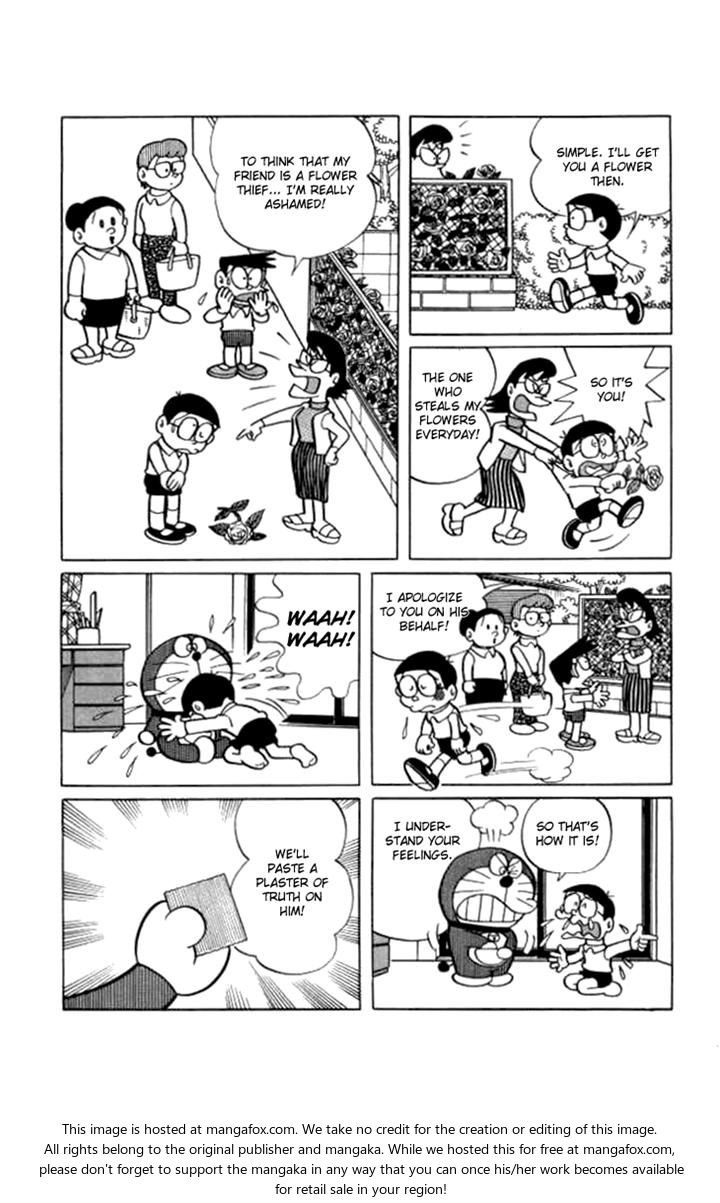 SIMPLE. I'LL GET
YOU A FLOWER
THEN.
SO IT'S
YOU!
THE ONE
WHO
STEALS MY
FLOWERS
EVERYDAY!
TO THINK THAT MY
FRIEND IS A FLOWER
THIEF... I'M REALLY
ASHAMED!
I APOLOGIZE
TO YOU ON HIS
BEHALF!
WAAH!
WAAH!
SO THAT'S
HOW IT IS!
I UNDER-
STAND YOUR
FEELINGS.
WE'LL
PASTE A
PLASTER OF
TRUTH ON
HIM!
This image is hosted at mangafox.com. We take no credit for the creation or editing of this image.
All rights belong to the original publisher and mangaka. While we hosted this for free at mangafox.com,
please don't forget to support the mangaka in any way that you can once his/her work becomes available
for retail sale in your region!